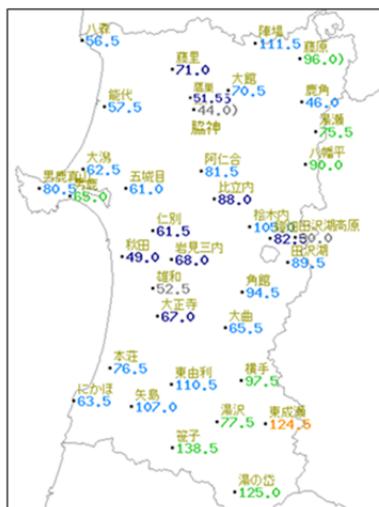 八森
56.5
陣場
111.5
藤原
96.0)
藤里
71.0
大館
70.5
鷹巣
51.5
44.0)
脇神
能代
57.5
鹿角
46.0
湯瀬
75.5
八幡平
90.0
大潟
62.5
男鹿真山
80.5
男鹿
65.0
五城目
61.0
阿仁合
81.5
比立内
88.0
桧木内
仁別
61.5
田沢湖高原
82.5
秋田
49.0
岩見三内
68.0
田沢湖
89.5
雄和
52.5
角館
94.5
大正寺
67.0
大曲
65.5
本荘
76.5
東由利
110.5
横手
97.5
にかほ
63.5
矢島
107.0
湯沢
77.5
東成瀬
124.5
笹子
138.5
湯の岱
125.0